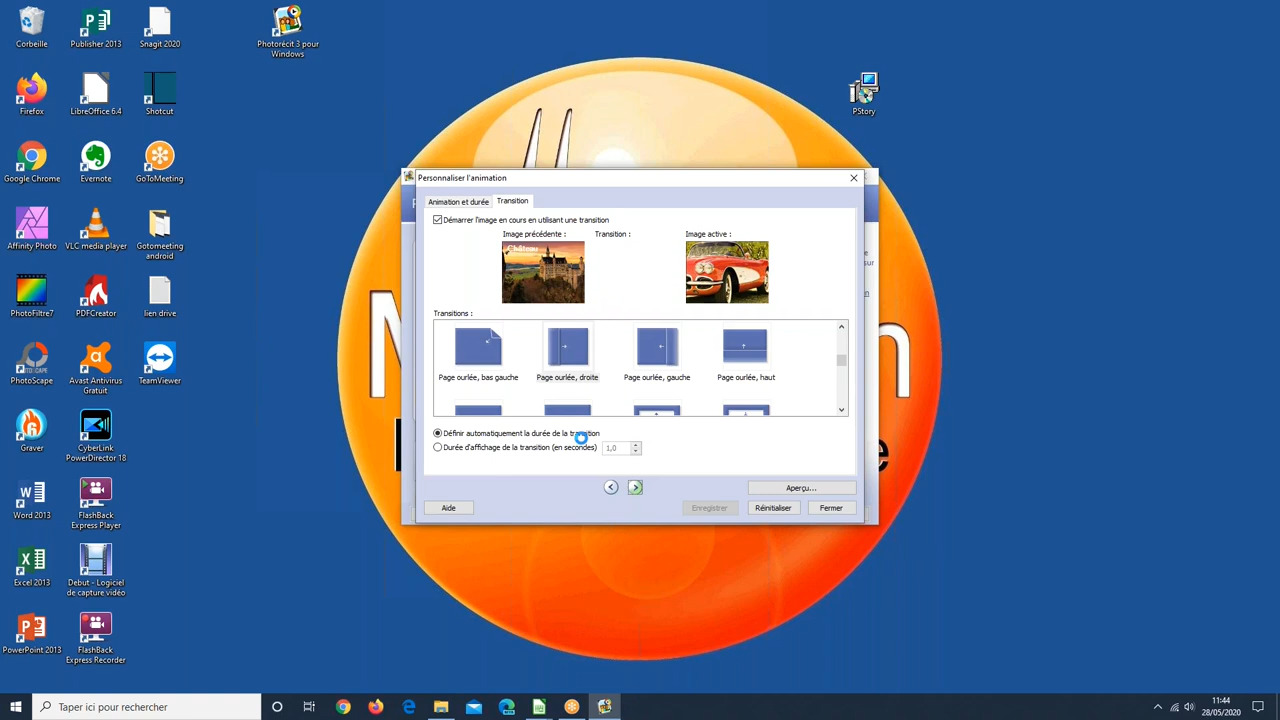 Corbeille
Publisher 2013
Snagit 2020
Photorécit 3 pour
Windows
Firefox
LibreOffice 6.4
Shotcut
PStory
Google Chrome
Evernote
GoToMeeting
Affinity Photo
VLC media player
Gotomeeting
android
PhotoFiltre7
PDFCreator
lien drive
PhotoScape
Avast Antivirus
Gratuit
TeamViewer
Graver
CyberLink
PowerDirector 18
Word 2013
FlashBack
Express Player
Excel 2013
Debut - Logiciel
de capture vidéo
PowerPoint 2013
FlashBack
Express Recorder
Personnaliser l'animation
Animation et durée
Transition
Démarrer l'image en cours en utilisant une transition
Image précédente :
Transition :
Image active :
Château
Transitions :
Page ourlée, bas gauche
Page ourlée, droite
Page ourlée, gauche
Page ourlée, haut
Définir automatiquement la durée de la transition
Durée d'affichage de la transition (en secondes)
1,0
Aperçu...
Aide
Enregistrer
Réinitialiser
Fermer
Taper ici pour rechercher
11:44
28/05/2020